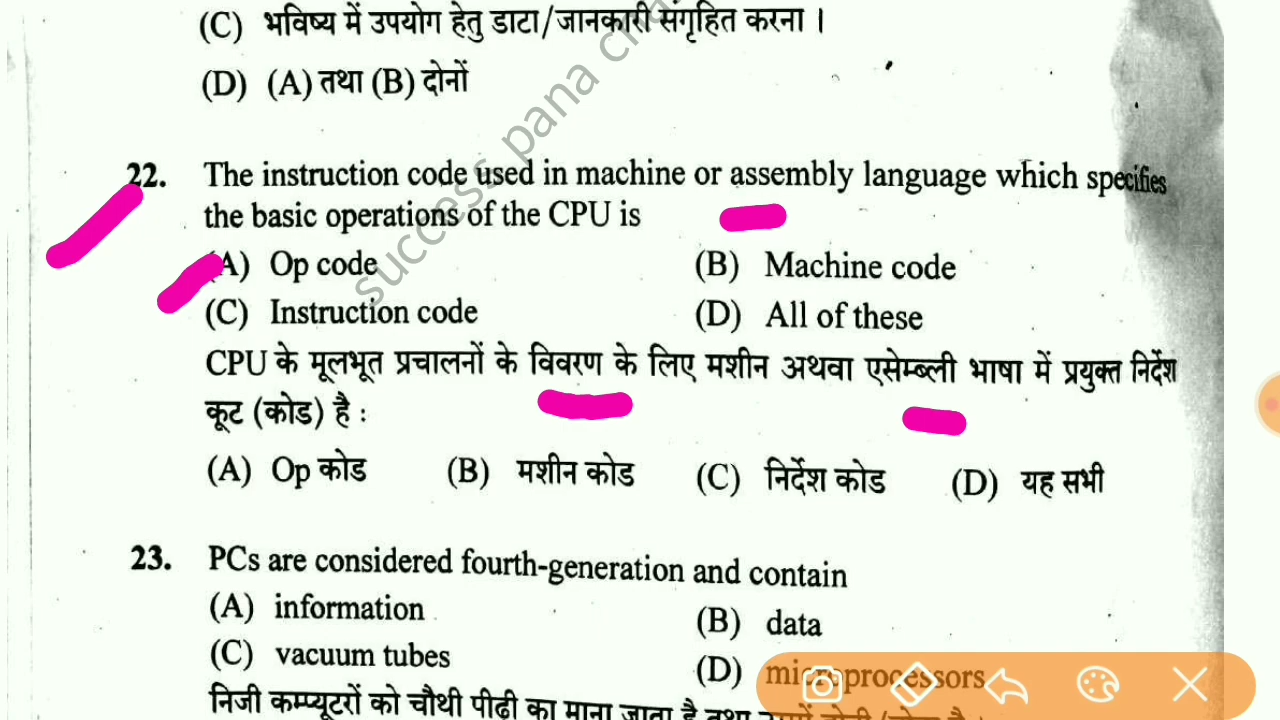 (C) भविष्य में उपयोग हेतु डाटा/जानकारी संगृहित करना ।
(D) (A) तथा (B) दोनों
22. The instruction code used in machine or assembly language which specifies
the basic operations of the CPU is
(A) Op code (B) Machine code
(C) Instruction code (D) All of these
CPU के मूलभूत प्रचालनों के विवरण के लिए मशीन अथवा एसेम्ब्ली भाषा में प्रयुक्त निर्देश
कूट (कोड) है :
(A) Op कोड (B) मशीन कोड (C) निर्देश कोड (D) यह सभी
23. PCs are considered fourth-generation and contain
(A) information (B) data
(C) vacuum tubes (D) microprocessors
निजी कम्प्यूटरों को चौथी पीढ़ी का माना जाता है तथा
success pana